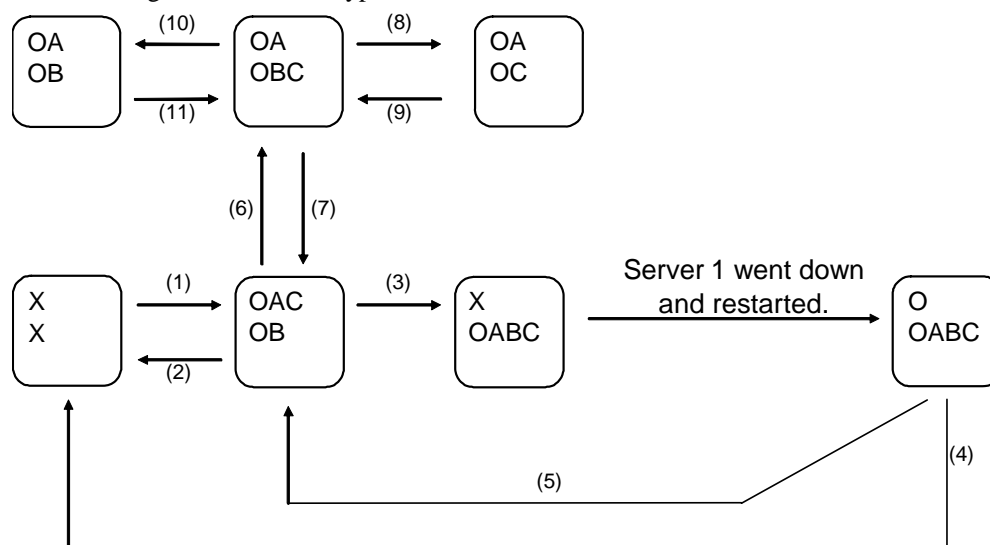 (10)
(8)
OA
OB
OA
OBC
OA
OC
(11)
(9)
(6)
(7)
Server 1 went down
and restarted.
(1)
(3)
X
X
OAC
OB
X
OABC
O
OABC
(2)
(4)
(5)